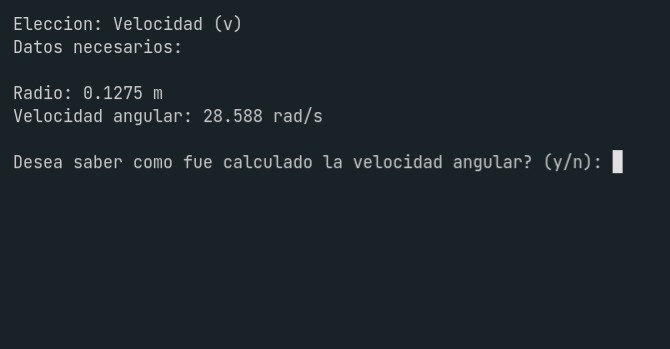 Eleccion: Velocidad (v)
Datos necesarios:
Radio: 0.1275 m
Velocidad angular: 28.588 rad/s
Desea saber como fue calculado la velocidad angular? (y/n):